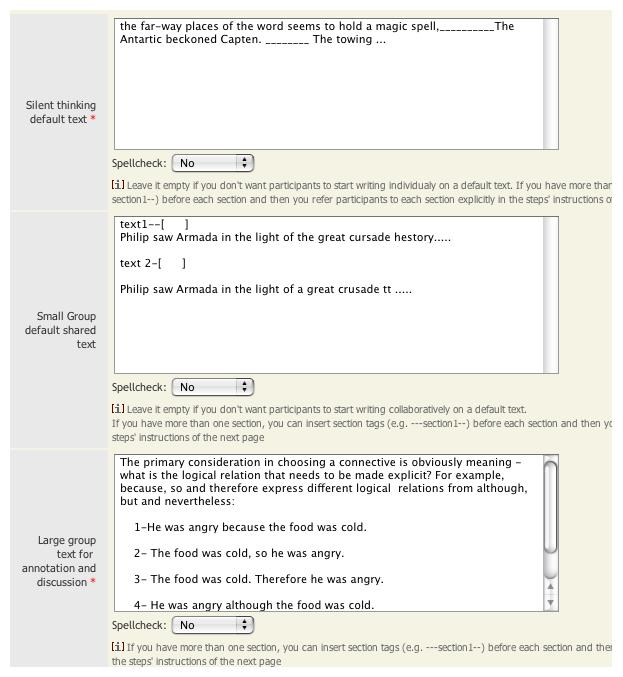 the far-way places of the word seems to hold a magic spell,__________The
Antartic beckoned Capten. ________ The towing ...
Silent thinking
default text *
Spellcheck: No
[i] Leave it empty if you don't want participants to start writing individualy on a default text. If you have more than
section1--) before each section and then you refer participants to each section explicitly in the steps' instructions
text1--[ ]
Philip saw Armada in the light of the great cursade hestory.....
text 2-[ ]
Philip saw Armada in the light of a great crusade tt .....
Small Group
default shared
text
Spellcheck: No
[i] Leave it empty if you don't want participants to start writing collaboratively on a default text.
If you have more than one section, you can insert section tags (e.g. ---section1--) before each section and then
steps' instructions of the next page
The primary consideration in choosing a connective is obviously meaning -
what is the logical relation that needs to be made explicit? For example,
because, so and therefore express different logical relations from although,
but and nevertheless:
1-He was angry because the food was cold.
2- The food was cold, so he was angry.
3- The food was cold. Therefore he was angry.
4- He was angry although the food was cold.
Large group
text for
annotation and
discussion *
Spellcheck: No
[i] If you have more than one section, you can insert section tags (e.g. ---section1--) before each section and then
the steps' instructions of the next page